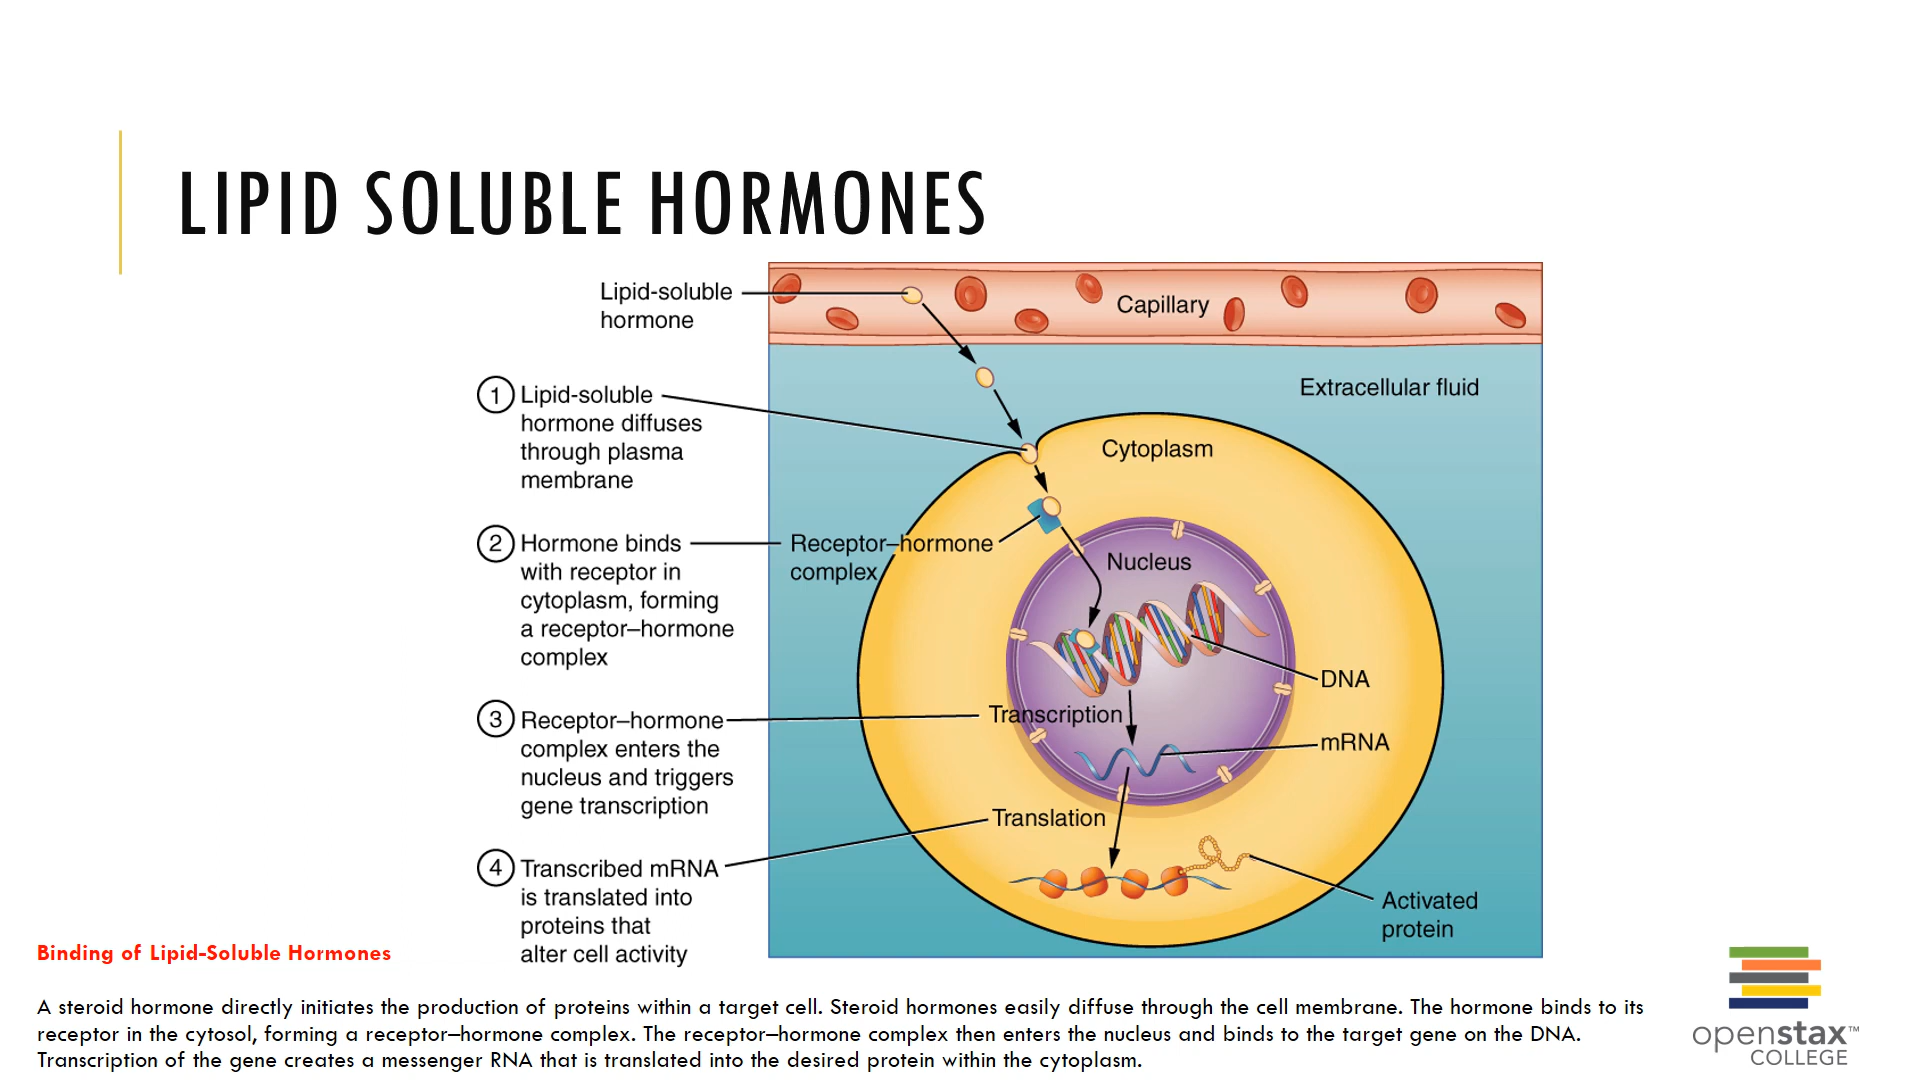 LIPID SOLUBLE HORMONES
Lipid-soluble
hormone
Capillary
Extracellular fluid
1 Lipid-soluble
hormone diffuses
through plasma
membrane
Cytoplasm
2 Hormone binds
with receptor in
cytoplasm, forming
a receptor–hormone
complex
Receptor–hormone
complex
Nucleus
DNA
3 Receptor–hormone
complex enters the
nucleus and triggers
gene transcription
Transcription
mRNA
Translation
4 Transcribed mRNA
is translated into
proteins that
alter cell activity
Activated
protein
Binding of Lipid-Soluble Hormones
A steroid hormone directly initiates the production of proteins within a target cell. Steroid hormones easily diffuse through the cell membrane. The hormone binds to its
receptor in the cytosol, forming a receptor–hormone complex. The receptor–hormone complex then enters the nucleus and binds to the target gene on the DNA.
Transcription of the gene creates a messenger RNA that is translated into the desired protein within the cytoplasm.
openstax™
COLLEGE